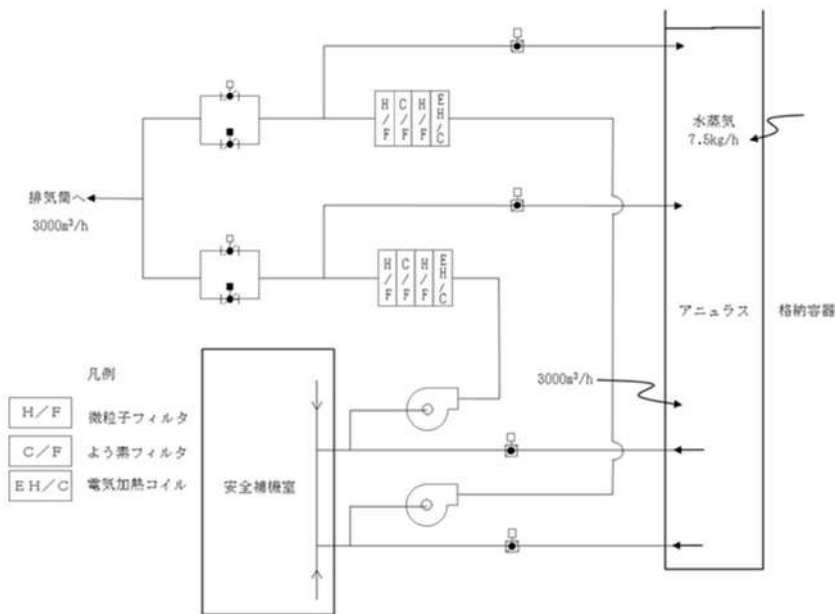 H/F
C/F
H/F
EH/C
水蒸気
7.5kg/h
排気筒へ
3000m³/h
H/F
C/F
H/F
EH/C
アニュラス
格納容器
3000m³/h
凡例
H/F
微粒子フィルタ
C/F
よう素フィルタ
EH/C
電気加熱コイル
安全補機室